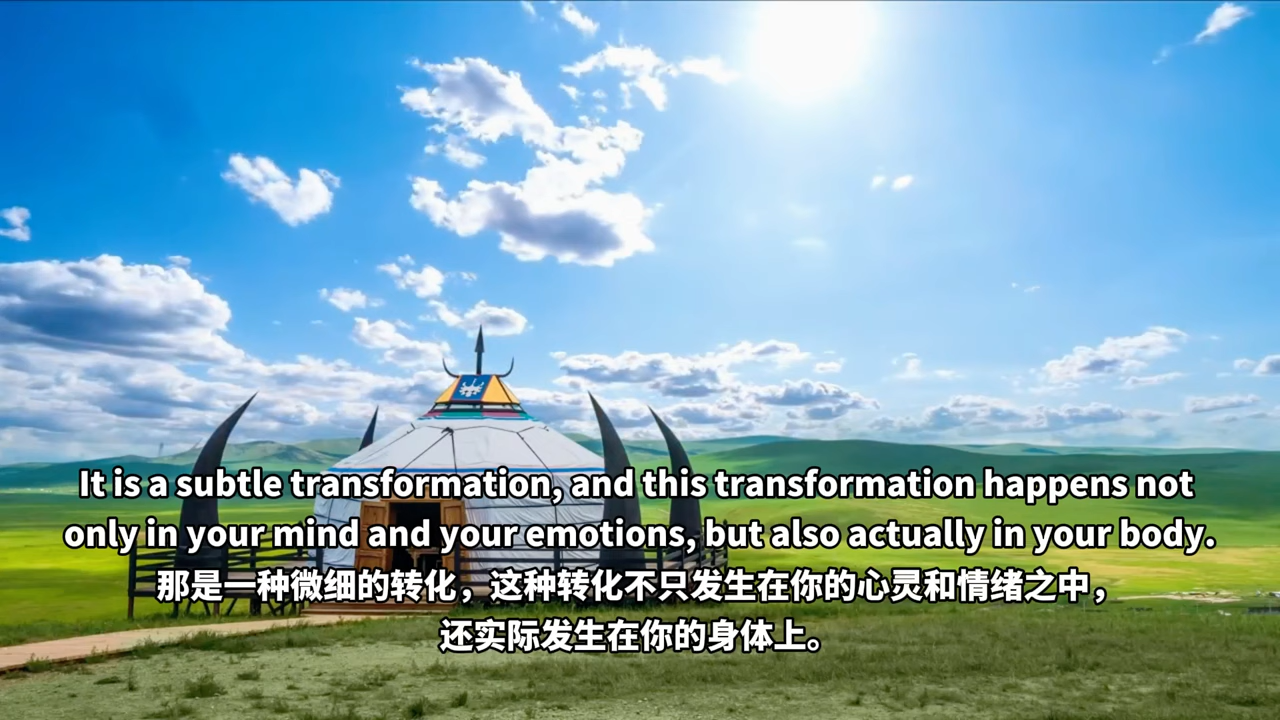 It is a subtle transformation, and this transformation happens not
only in your mind and your emotions, but also actually in your body.
那是一种微细的转化，这种转化不只发生在你的心灵和情绪之中，
还实际发生在你的身体上。